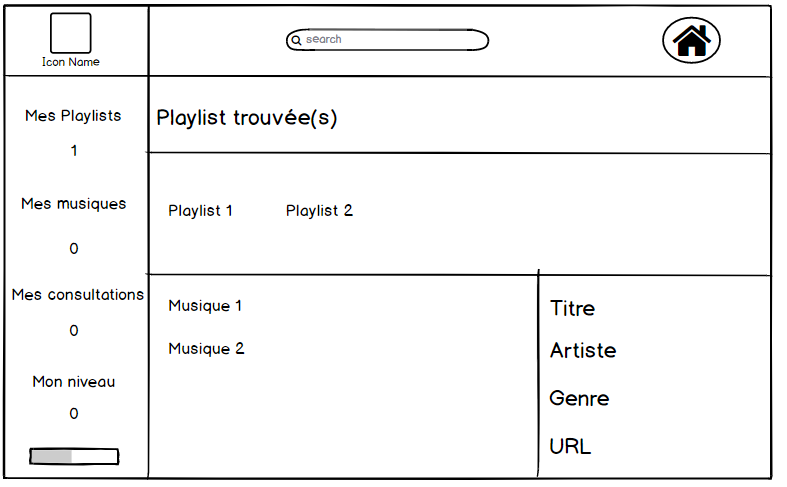 Icon Name
search
Mes Playlists
1
Mes musiques
0
Mes consultations
0
Mon niveau
0
Playlist trouvée(s)
Playlist 1
Playlist 2
Musique 1
Musique 2
Titre
Artiste
Genre
URL